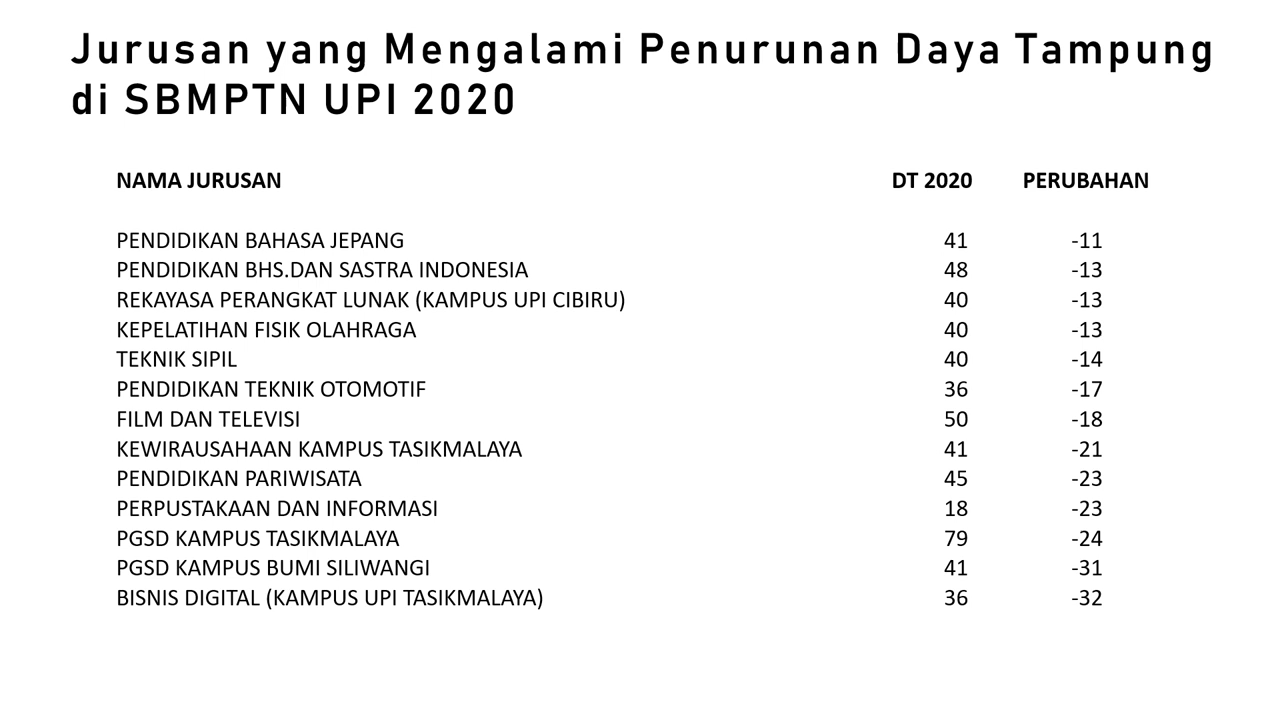 Jurusan yang Mengalami Penurunan Daya Tampung
di SBMPTN UPI 2020
NAMA JURUSAN DT 2020 PERUBAHAN
PENDIDIKAN BAHASA JEPANG 41 -11
PENDIDIKAN BHS.DAN SASTRA INDONESIA 48 -13
REKAYASA PERANGKAT LUNAK (KAMPUS UPI CIBIRU) 40 -13
KEPELATIHAN FISIK OLAHRAGA 40 -13
TEKNIK SIPIL 40 -14
PENDIDIKAN TEKNIK OTOMOTIF 36 -17
FILM DAN TELEVISI 50 -18
KEWIRAUSAHAAN KAMPUS TASIKMALAYA 41 -21
PENDIDIKAN PARIWISATA 45 -23
PERPUSTAKAAN DAN INFORMASI 18 -23
PGSD KAMPUS TASIKMALAYA 79 -24
PGSD KAMPUS BUMI SILIWANGI 41 -31
BISNIS DIGITAL (KAMPUS UPI TASIKMALAYA) 36 -32